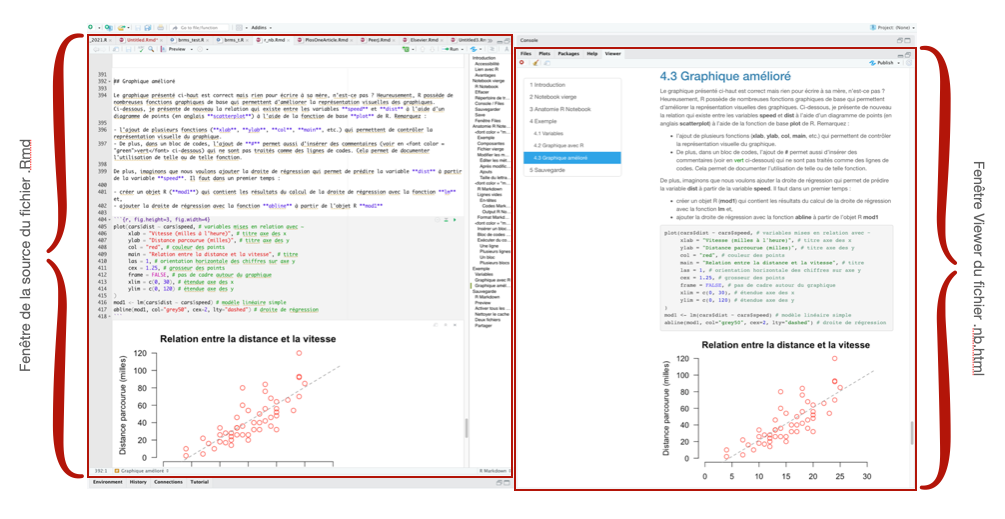 Go to file/function
Addins
Project: (None)
_2021.R
Untitled.Rmd*
brms_test.R
brms_t.R
r_nb.Rmd
PlosOneArticle.Rmd
PeerJ.Rmd
Elsevier.Rmd
Preview
Run
391
392 ## Graphique amélioré
393
394 Le graphique présenté ci-haut est correct mais rien pour écrire à sa mère, n'est-ce pas ? Heureusement, R possède de
nombreuses fonctions graphiques de base qui permettent d'améliorer la représentation visuelles des graphiques.
Ci-dessous, je présente de nouveau la relation qui existe entre les variables **speed** et **dist** à l'aide d'un
diagramme de points (en anglais **scatterplot**) à l'aide de la fonction de base **plot** de R. Remarquez :
395
396 - l'ajout de plusieurs fonctions (**xlab**, **ylab**, **col**, **main**, etc.) qui permettent de contrôler la
représentation visuelle du graphique.
397 - De plus, dans un bloc de codes, l'ajout de **#** permet aussi d'insérer des commentaires (voir en <font color =
"green">vert</font> ci-dessous) qui ne sont pas traités comme des lignes de codes. Cela permet de documenter
l'utilisation de telle ou de telle fonction.
398
399 De plus, imaginons que nous voulons ajouter la droite de régression qui permet de prédire la variable **dist** à partir
de la variable **speed**. Il faut dans un premier temps :
400
401 - créer un objet R (**mod1**) qui contient les résultats du calcul de la droite de régression avec la fonction **lm**
et,
402 - ajouter la droite de régression avec la fonction **abline** à partir de l'objet R **mod1**
403
404 ```{r, fig.height=3, fig.width=4}
405 plot(cars$dist ~ cars$speed, # variables mises en relation avec ~
406 xlab = "Vitesse (milles à l'heure)", # titre axe des x
407 ylab = "Distance parcourue (milles)", # titre axe des y
408 col = "red", # couleur des points
409 main = "Relation entre la distance et la vitesse", # titre
410 las = 1, # orientation horizontale des chiffres sur axe y
411 cex = 1.25, # grosseur des points
412 frame = FALSE, # pas de cadre autour du graphique
413 xlim = c(0, 30), # étendue axe des x
414 ylim = c(0, 120) # étendue axe des y
415 )
416 mod1 <- lm(cars$dist ~ cars$speed) # modèle linéaire simple
417 abline(mod1, col="grey50", cex=2, lty="dashed") # droite de régression
418 ```
Relation entre la distance et la vitesse
Distance parcourue (milles)
120
100
80
60
40
20
0
392:1 Graphique amélioré
R Markdown
Environment History Connections Tutorial
Introduction
Accessibilité
Lien avec R
Avantages
Notebook vierge
R Notebook
Effacer
Répertoire de tr...
Console / Files
Sauvegarde
Save
Fenêtre Files
Anatomie R Note...
<font color = "m...
Exemple
Composantes
Fichier vierge
Modifier les m...
Éditer les mét...
Après modific...
Ajouts
Taille du lettra...
<font color = "m...
R Markdown
Lignes vides
En-têtes
Codes Mark...
Output R No...
Format Markd...
<font color = "m...
Insérer un bloc
Bloc de codes ...
Exécuter du co...
Une ligne
Plusieurs lignes
Un bloc
Plusieurs blocs
Exemple
Variables
Graphique avec R
Graphique améli...
Sauvegarde
R Markdown
Preview
Activer tous les...
Nettoyer la cache
Deux fichiers
Partager
Console
Files Plots Packages Help Viewer
Publish
1 Introduction
2 Notebook vierge
3 Anatomie R Notebook
4 Exemple
4.1 Variables
4.2 Graphique avec R
4.3 Graphique amélioré
5 Sauvegarde
4.3 Graphique amélioré
Le graphique présenté ci-haut est correct mais rien pour écrire à sa mère, n'est-ce pas ?
Heureusement, R possède de nombreuses fonctions graphiques de base qui permettent
d'améliorer la représentation visuelles des graphiques. Ci-dessous, je présente de nouveau
la relation qui existe entre les variables speed et dist à l'aide d'un diagramme de points (en
anglais scatterplot) à l'aide de la fonction de base plot de R. Remarquez :
• l'ajout de plusieurs fonctions (xlab, ylab, col, main, etc.) qui permettent de contrôler
la représentation visuelle du graphique.
• De plus, dans un bloc de codes, l'ajout de # permet aussi d'insérer des commentaires
(voir en vert ci-dessous) qui ne sont pas traités comme des lignes de
codes. Cela permet de documenter l'utilisation de telle ou de telle fonction.
De plus, imaginons que nous voulons ajouter la droite de régression qui permet de prédire
la variable dist à partir de la variable speed. Il faut dans un premier temps :
• créer un objet R (mod1) qui contient les résultats du calcul de la droite de régression
avec la fonction lm et,
• ajouter la droite de régression avec la fonction abline à partir de l'objet R mod1
plot(cars$dist ~ cars$speed, # variables mises en relation avec ~
xlab = "Vitesse (milles à l'heure)", # titre axe des x
ylab = "Distance parcourue (milles)", # titre axe des y
col = "red", # couleur des points
main = "Relation entre la distance et la vitesse", # titre
las = 1, # orientation horizontale des chiffres sur axe y
cex = 1.25, # grosseur des points
frame = FALSE, # pas de cadre autour du graphique
xlim = c(0, 30), # étendue axe des x
ylim = c(0, 120) # étendue axe des y
)
mod1 <- lm(cars$dist ~ cars$speed) # modèle linéaire simple
abline(mod1, col="grey50", cex=2, lty="dashed") # droite de régression
Relation entre la distance et la vitesse
Distance parcourue (milles)
120
100
80
60
40
20
0
0 5 10 15 20 25 30
Fenêtre de la source du fichier .Rmd
Fenêtre Viewer du fichier .nb.html